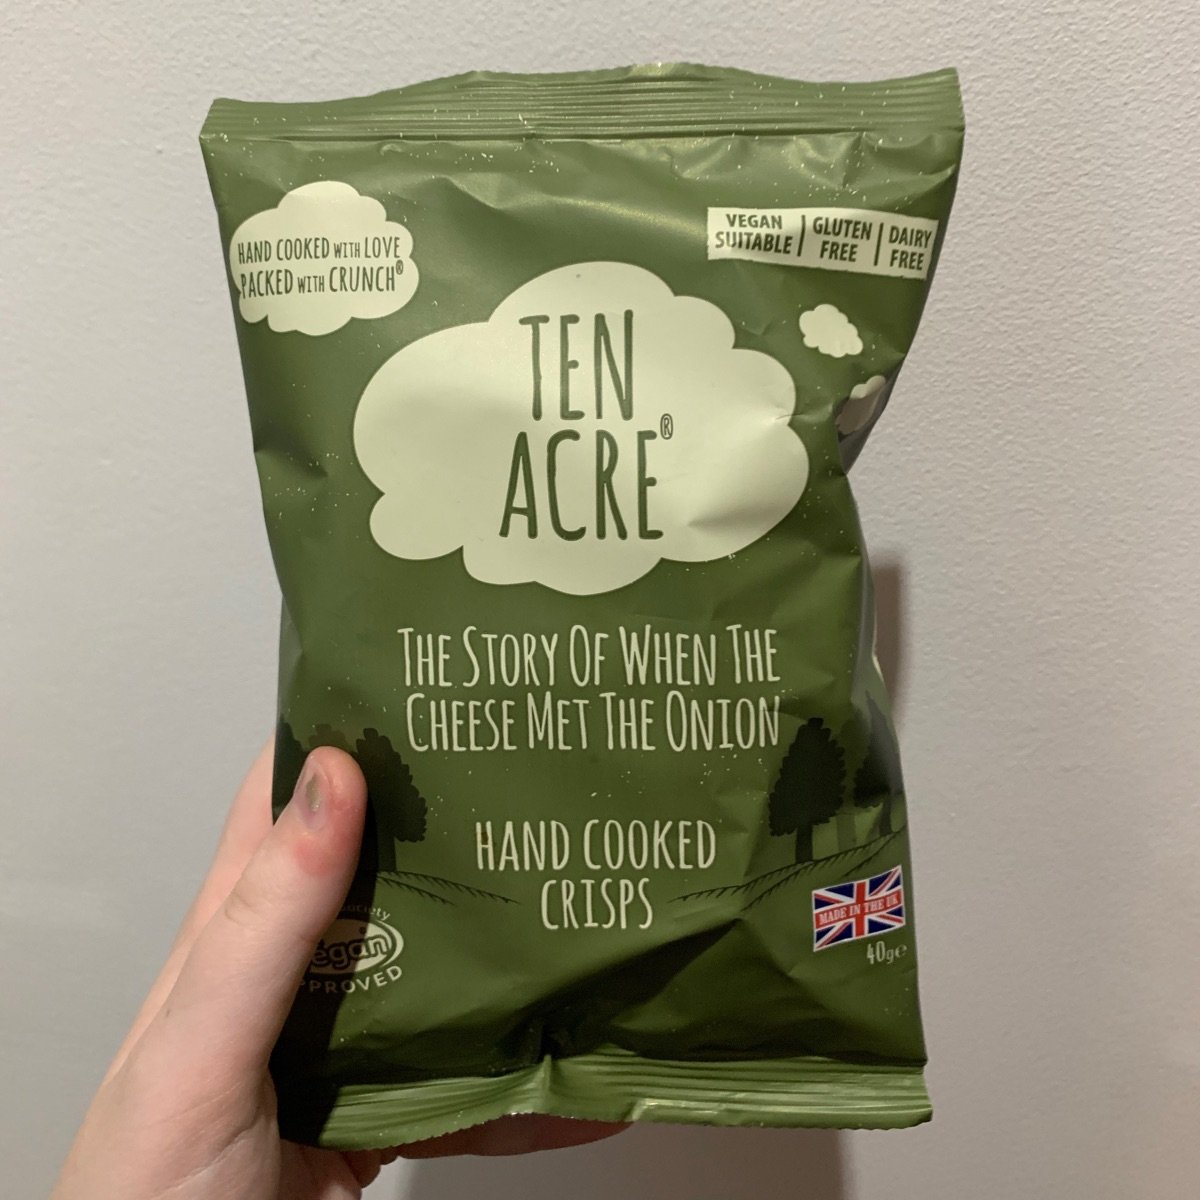 HAND COOKED WITH LOVE
PACKED WITH CRUNCH®
VEGAN
SUITABLE
GLUTEN
FREE
DAIRY
FREE
TEN
ACRE®
THE STORY OF WHEN THE
CHEESE MET THE ONION
HAND COOKED
CRISPS
MADE IN THE UK
40g℮